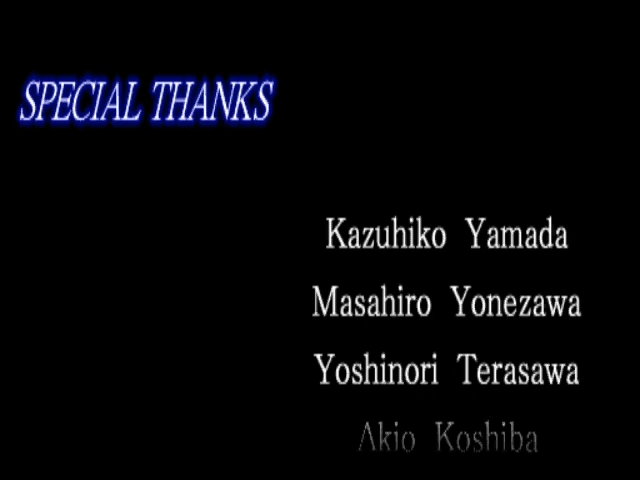 SPECIAL THANKS
Kazuhiko Yamada
Masahiro Yonezawa
Yoshinori Terasawa
Akio Koshiba